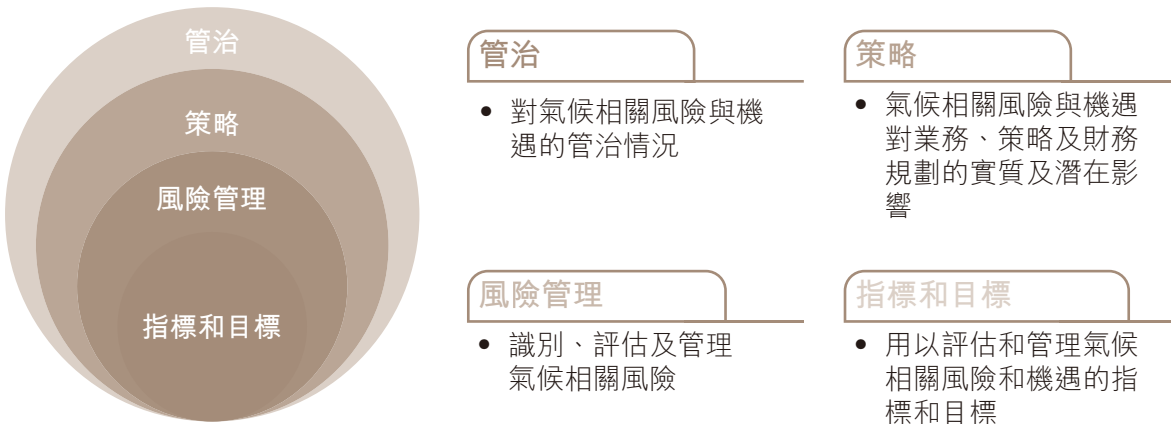 管治
策略
風險管理
指標和目標
管治
• 對氣候相關風險與機
遇的管治情況
策略
• 氣候相關風險與機遇
對業務、策略及財務
規劃的實質及潛在影
響
風險管理
• 識別、評估及管理
氣候相關風險
指標和目標
• 用以評估和管理氣候
相關風險和機遇的指
標和目標